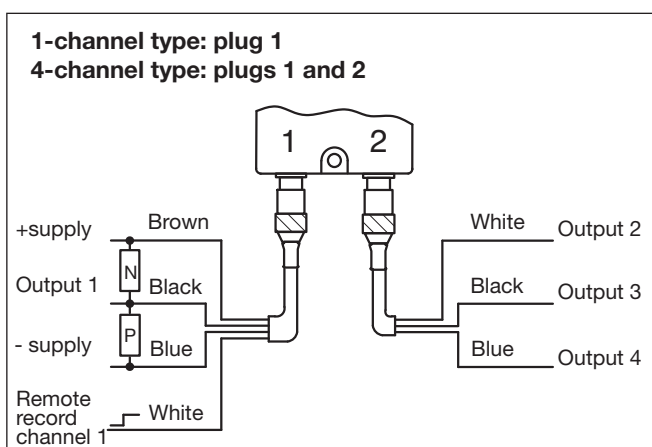 1-channel type: plug 1
4-channel type: plugs 1 and 2
1 2
+supply Brown White Output 2
N
Output 1 Black Black Output 3
P
- supply Blue Blue Output 4
Remote
record White
channel 1